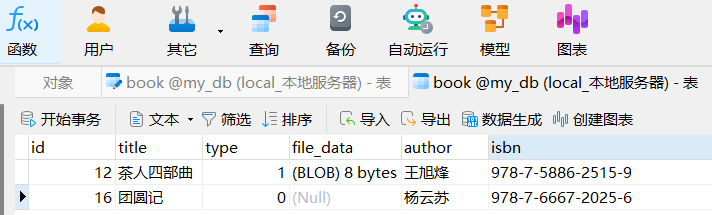 f(x)
函数 用户 其它 查询 备份 自动运行 模型 图表
对象 book @my_db (local_本地服务器) - 表 book @my_db (local_本地服务器) - 表
开始事务 文本 筛选 排序 导入 导出 数据生成 创建图表
id title type file_data author isbn
12 茶人四部曲 1 (BLOB) 8 bytes 王旭烽 978-7-5886-2515-9
16 团圆记 0 (Null) 杨云苏 978-7-6667-2025-6